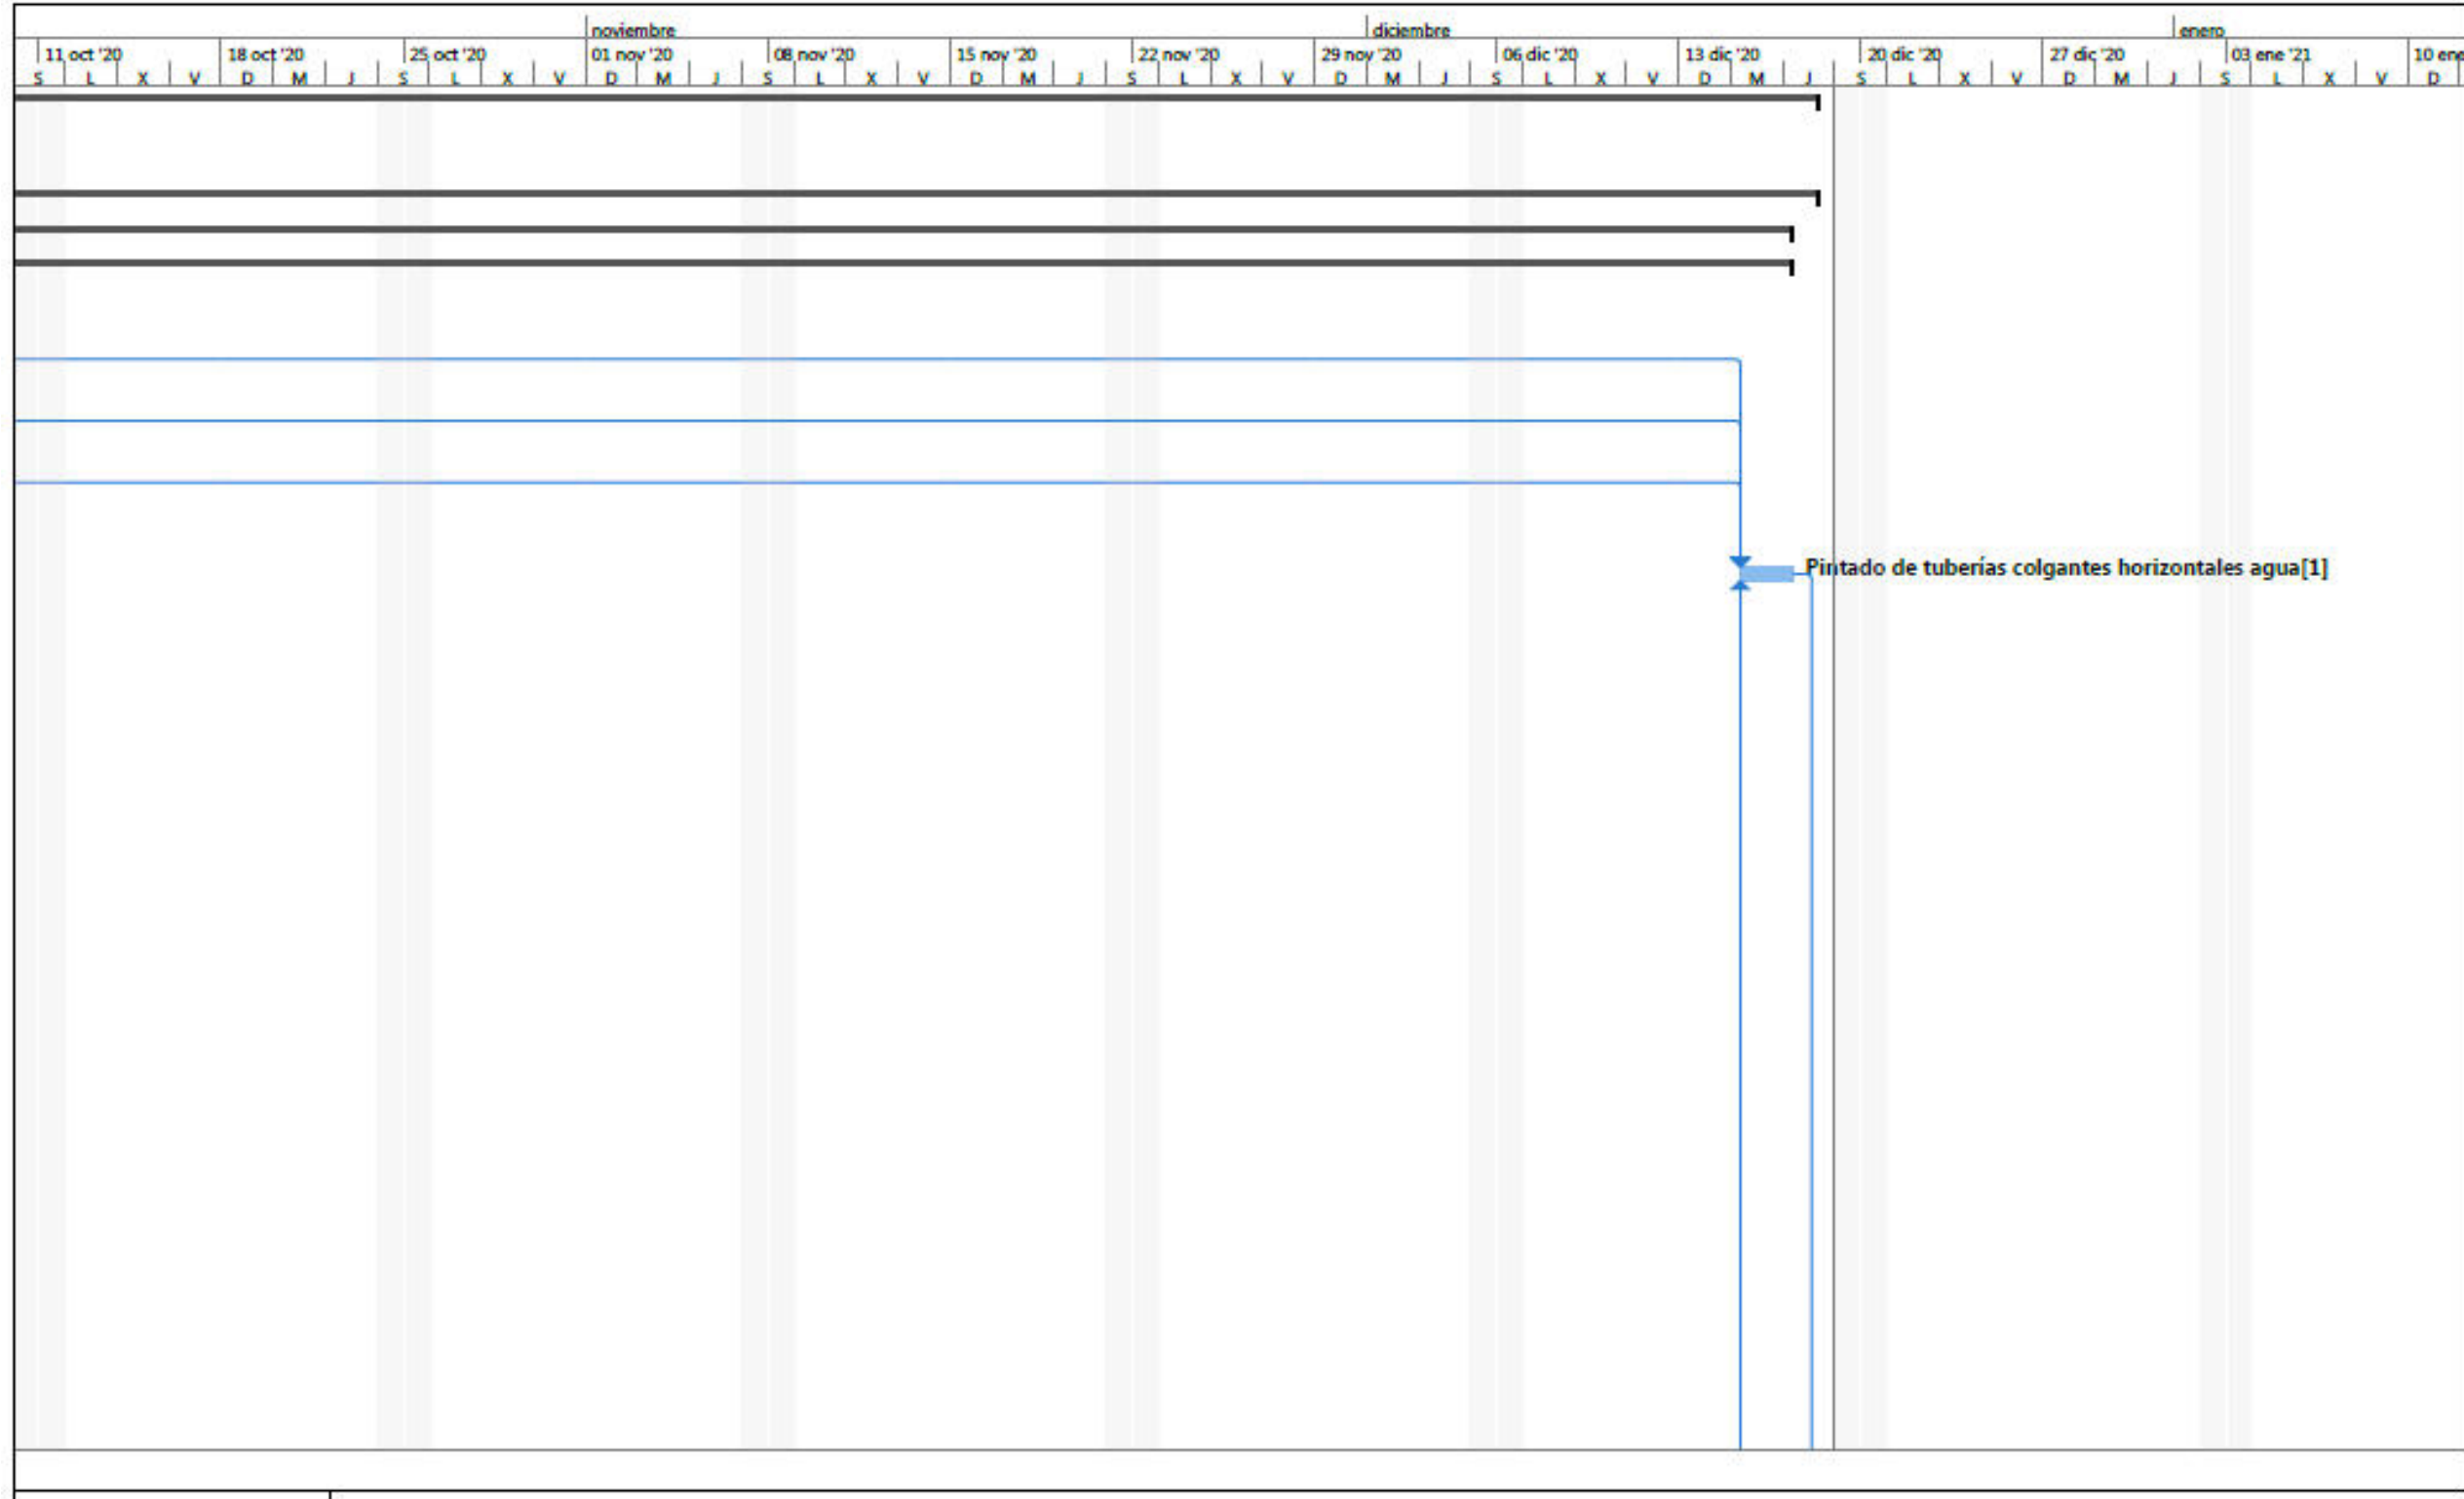 noviembre diciembre enero
11 oct '20 18 oct '20 25 oct '20 01 nov '20 08 nov '20 15 nov '20 22 nov '20 29 nov '20 06 dic '20 13 dic '20 20 dic '20 27 dic '20 03 ene '21 10 ene
S L X V D M J S L X V D M J S L X V D M J S L X V D M J S L X V D M J S L X V D M J S L X V D
Pintado de tuberías colgantes horizontales agua[1]